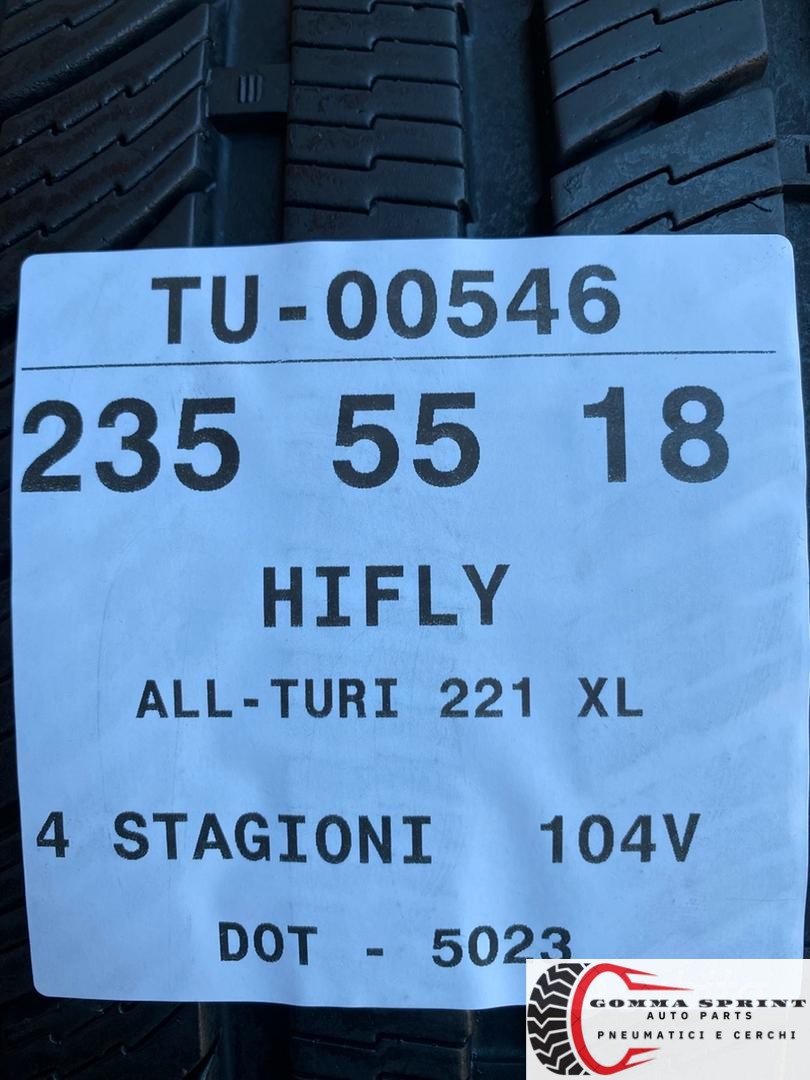 TU-00546
235 55 18
HIFLY
ALL-TURI 221 XL
4 STAGIONI 104V
DOT - 5023
GOMMA SPRINT
AUTO PARTS
PNEUMATICI E CERCHI